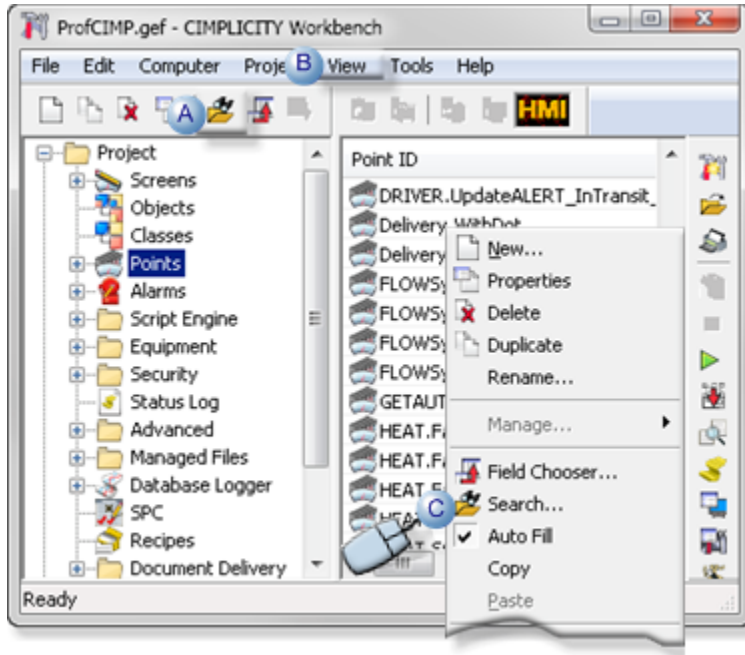 ProfCIMP.gef - CIMPLICITY Workbench
File Edit Computer Proje B View Tools Help
A
HMI
Project
Screens
Objects
Classes
Points
Alarms
Script Engine
Equipment
Security
Status Log
Advanced
Managed Files
Database Logger
SPC
Recipes
Document Delivery
Point ID
DRIVER.UpdateALERT_InTransit_
Delivery.WithDot
Delivery
FLOWSy
FLOWSy
FLOWSy
FLOWSy
GETAUT
HEAT.F
HEAT.F
HEAT
HEAT
New...
Properties
Delete
Duplicate
Rename...
Manage...
Field Chooser...
C
Search...
Auto Fill
Copy
Paste
Ready